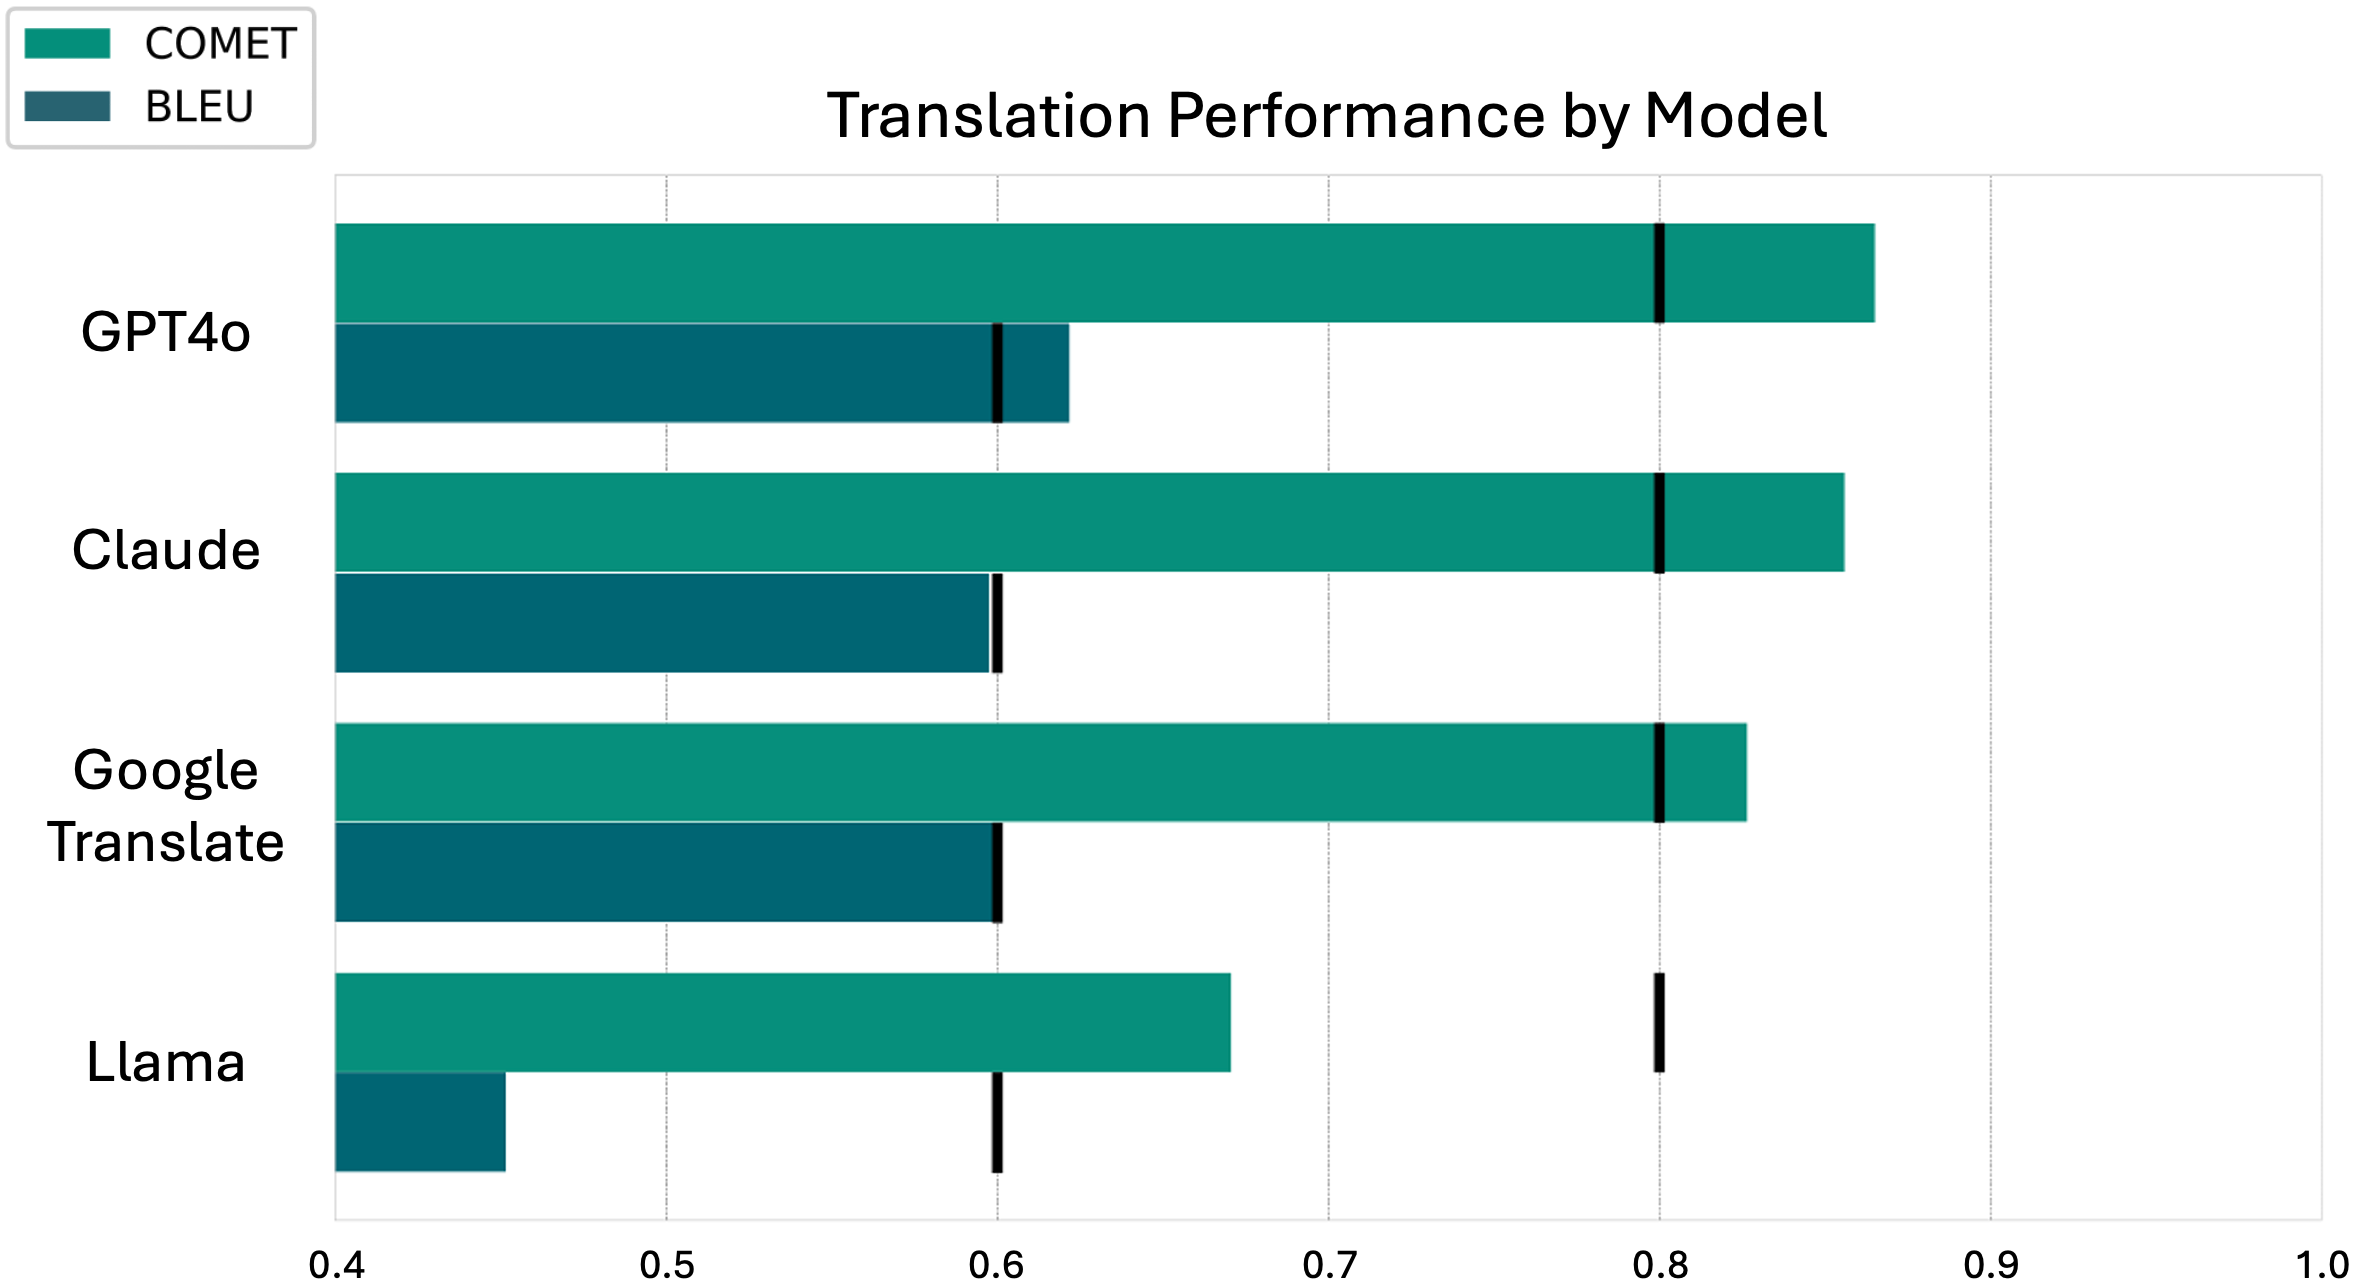 COMET
BLEU
Translation Performance by Model
GPT4o
Claude
Google
Translate
Llama
0.4 0.5 0.6 0.7 0.8 0.9 1.0